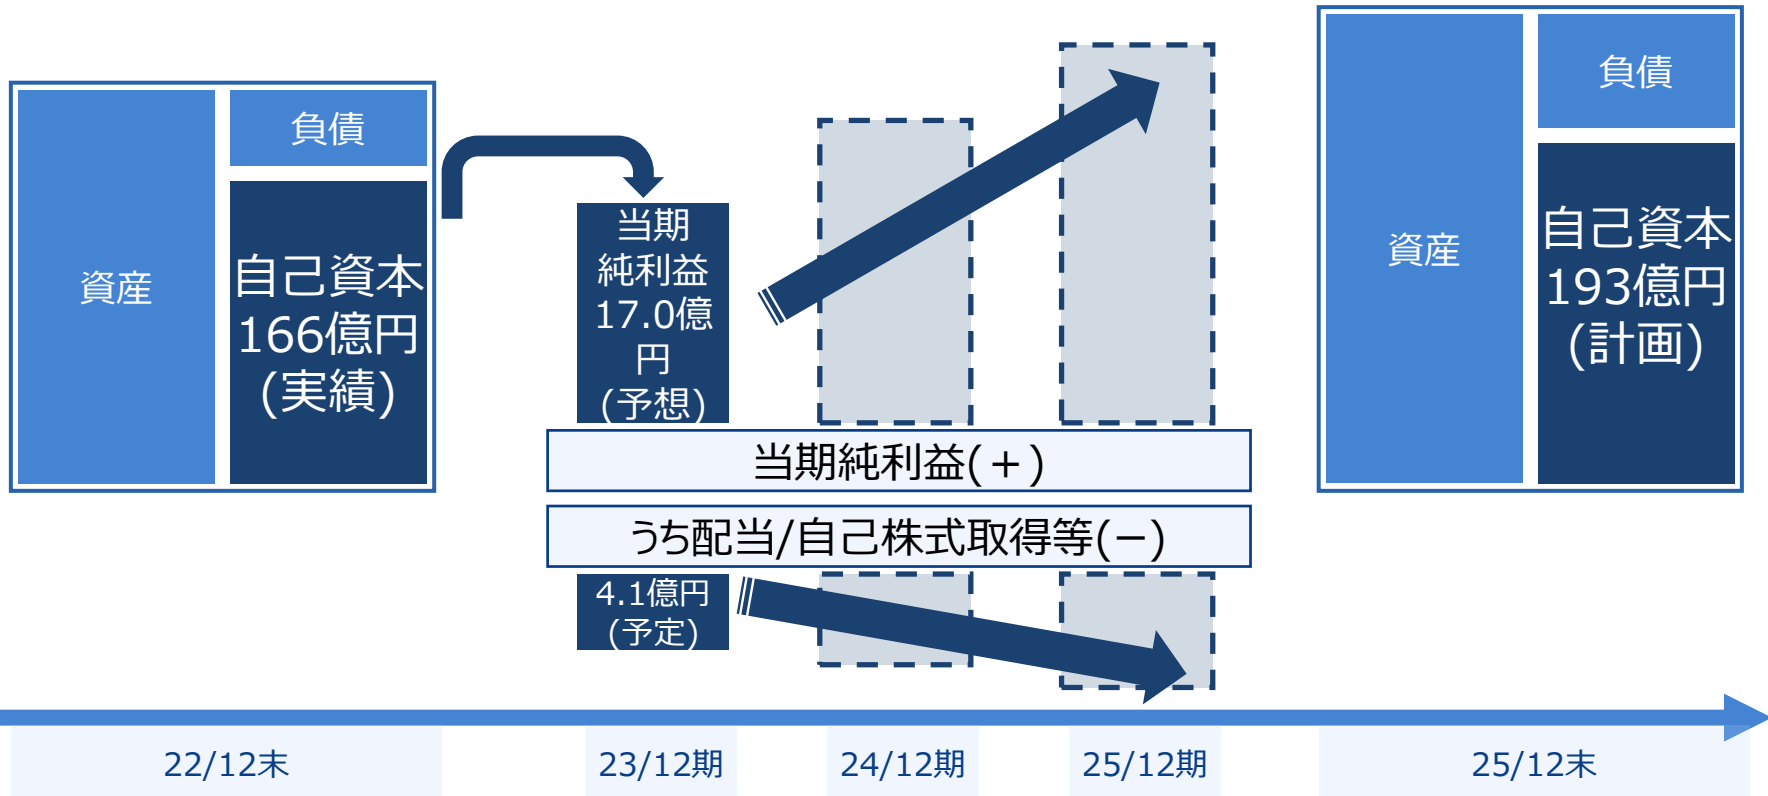 資産
負債
自己資本
166億円
(実績)
当期
純利益
17.0億
円
(予想)
当期純利益(+)
うち配当/自己株式取得等(-)
4.1億円
(予定)
資産
負債
自己資本
193億円
(計画)
22/12末
23/12期
24/12期
25/12期
25/12末